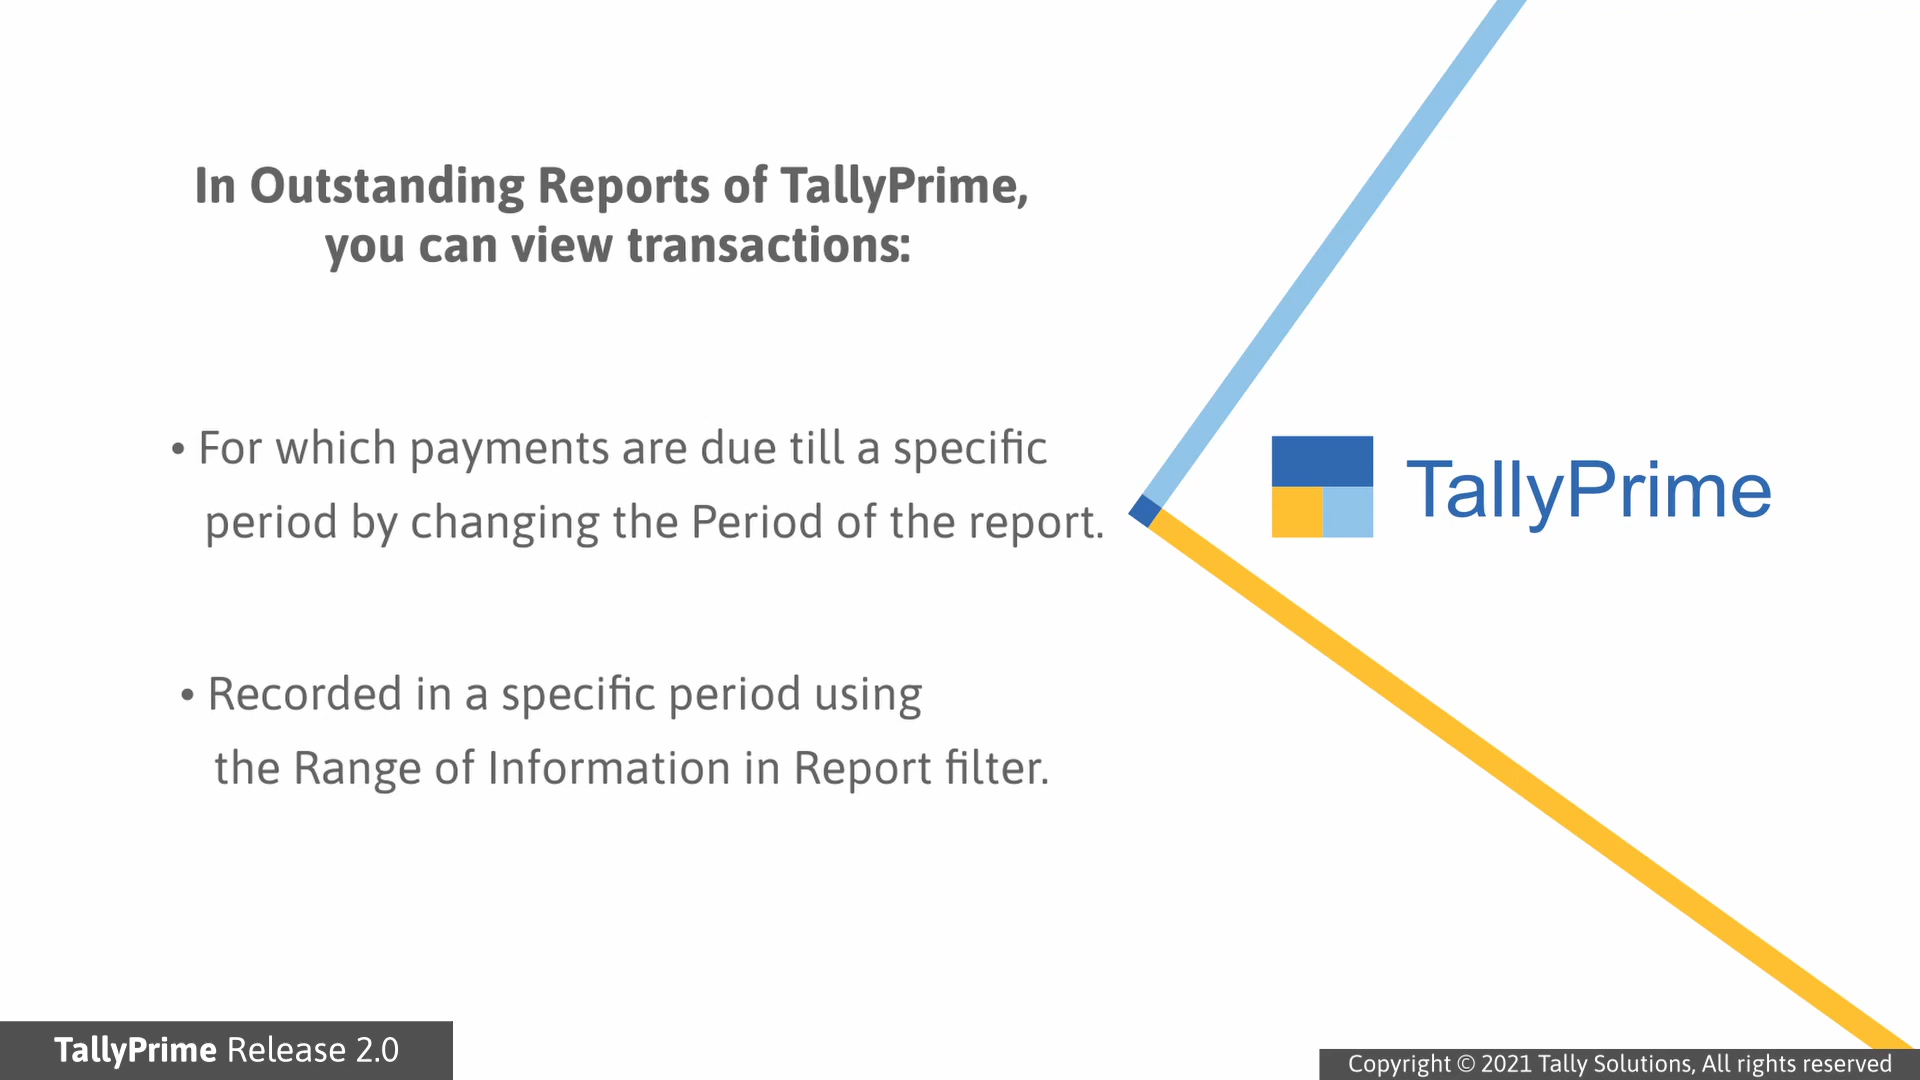 In Outstanding Reports of TallyPrime,
you can view transactions:
• For which payments are due till a specific
period by changing the Period of the report.
• Recorded in a specific period using
the Range of Information in Report filter.
TallyPrime
TallyPrime Release 2.0
Copyright © 2021 Tally Solutions, All rights reserved